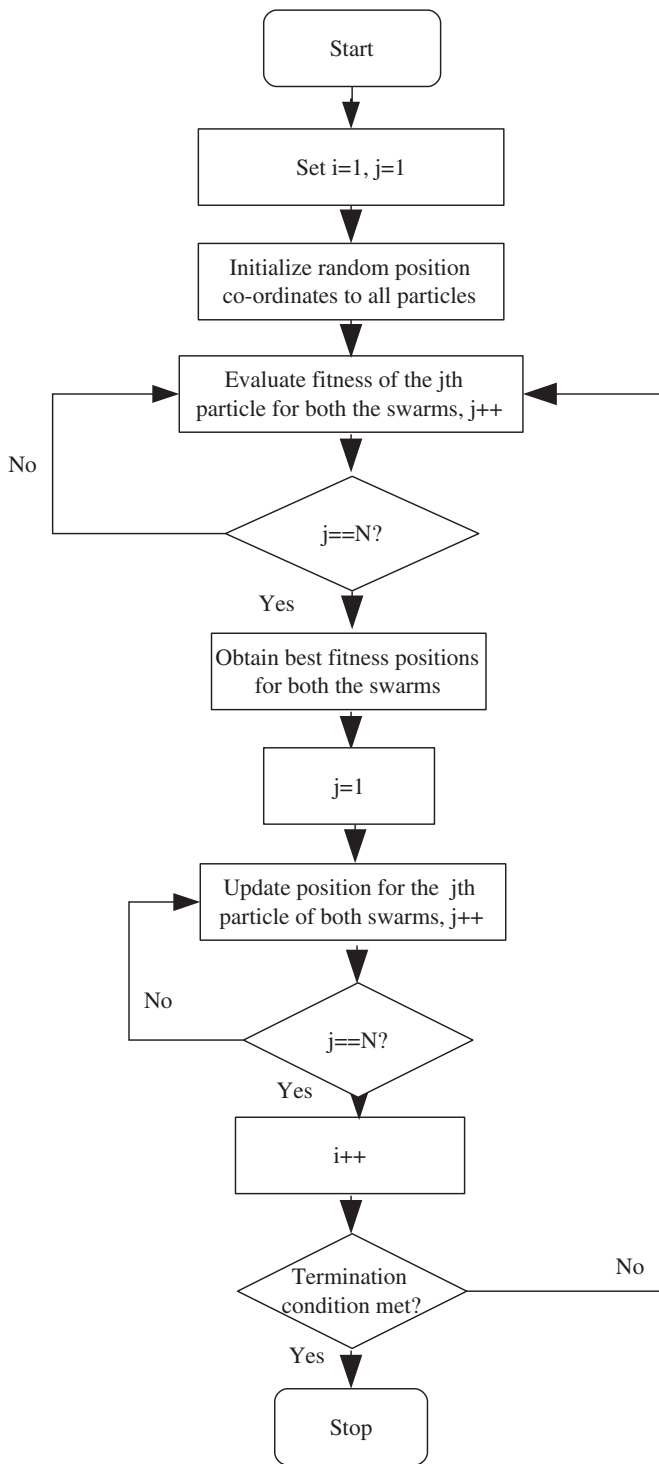 Start
Set i=1, j=1
Initialize random position
co-ordinates to all particles
Evaluate fitness of the jth
particle for both the swarms, j++
No
j==N?
Yes
Obtain best fitness positions
for both the swarms
j=1
Update position for the jth
particle of both swarms, j++
No
j==N?
Yes
i++
Termination
condition met?
No
Yes
Stop